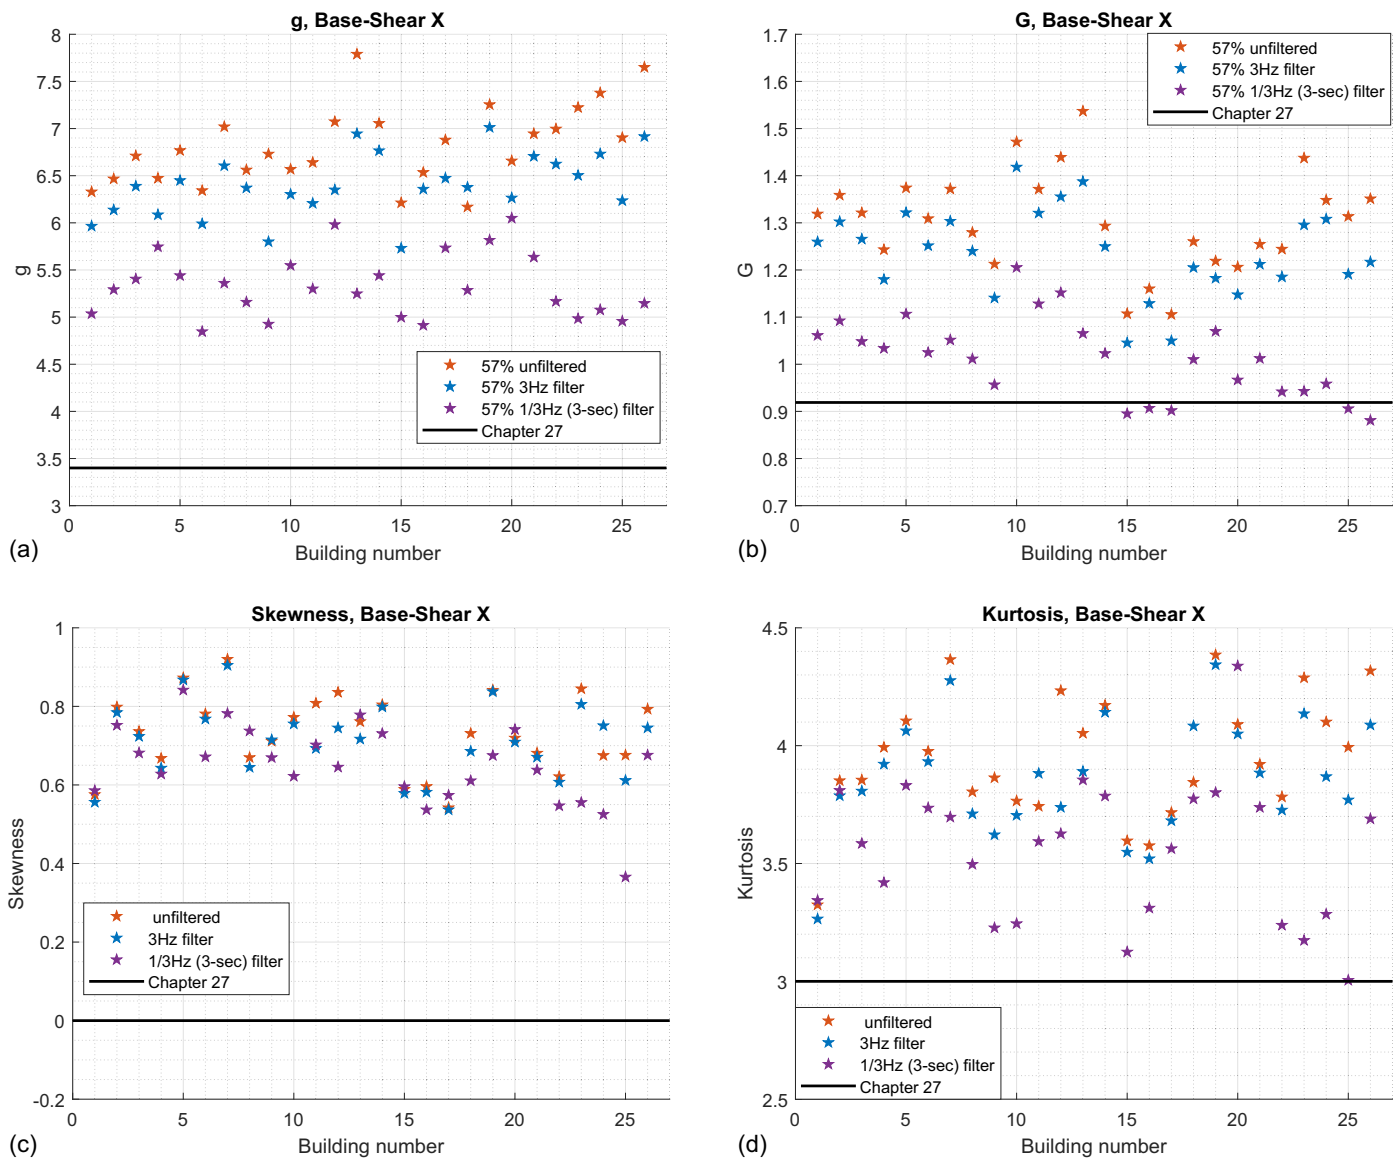 g, Base-Shear X
8
7.5
7
6.5
6
5.5
5
4.5
4
3.5
3
g
57% unfiltered
57% 3Hz filter
57% 1/3Hz (3-sec) filter
Chapter 27
0 5 10 15 20 25
Building number
(a)
G, Base-Shear X
1.7
1.6
1.5
1.4
1.3
1.2
1.1
1
0.9
0.8
0.7
G
57% unfiltered
57% 3Hz filter
57% 1/3Hz (3-sec) filter
Chapter 27
0 5 10 15 20 25
Building number
(b)
Skewness, Base-Shear X
1
0.8
0.6
0.4
0.2
0
-0.2
Skewness
unfiltered
3Hz filter
1/3Hz (3-sec) filter
Chapter 27
0 5 10 15 20 25
Building number
(c)
Kurtosis, Base-Shear X
4.5
4
3.5
3
2.5
Kurtosis
unfiltered
3Hz filter
1/3Hz (3-sec) filter
Chapter 27
0 5 10 15 20 25
Building number
(d)